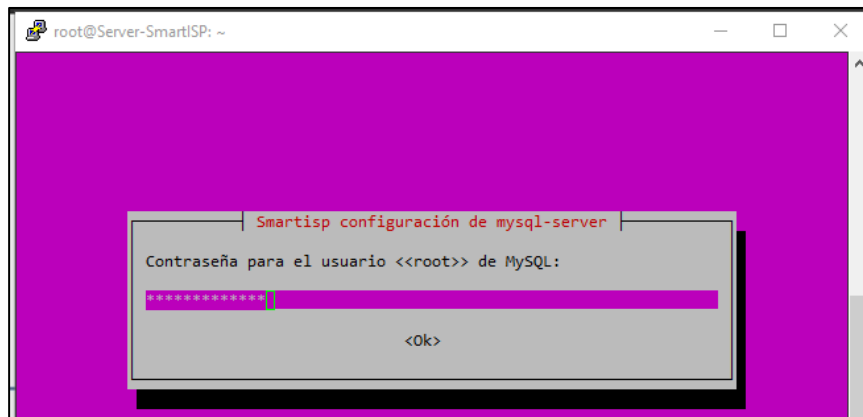 root@Server-SmartISP: ~
Smartisp configuración de mysql-server
Contraseña para el usuario <<root>> de MySQL:
*************
<Ok>